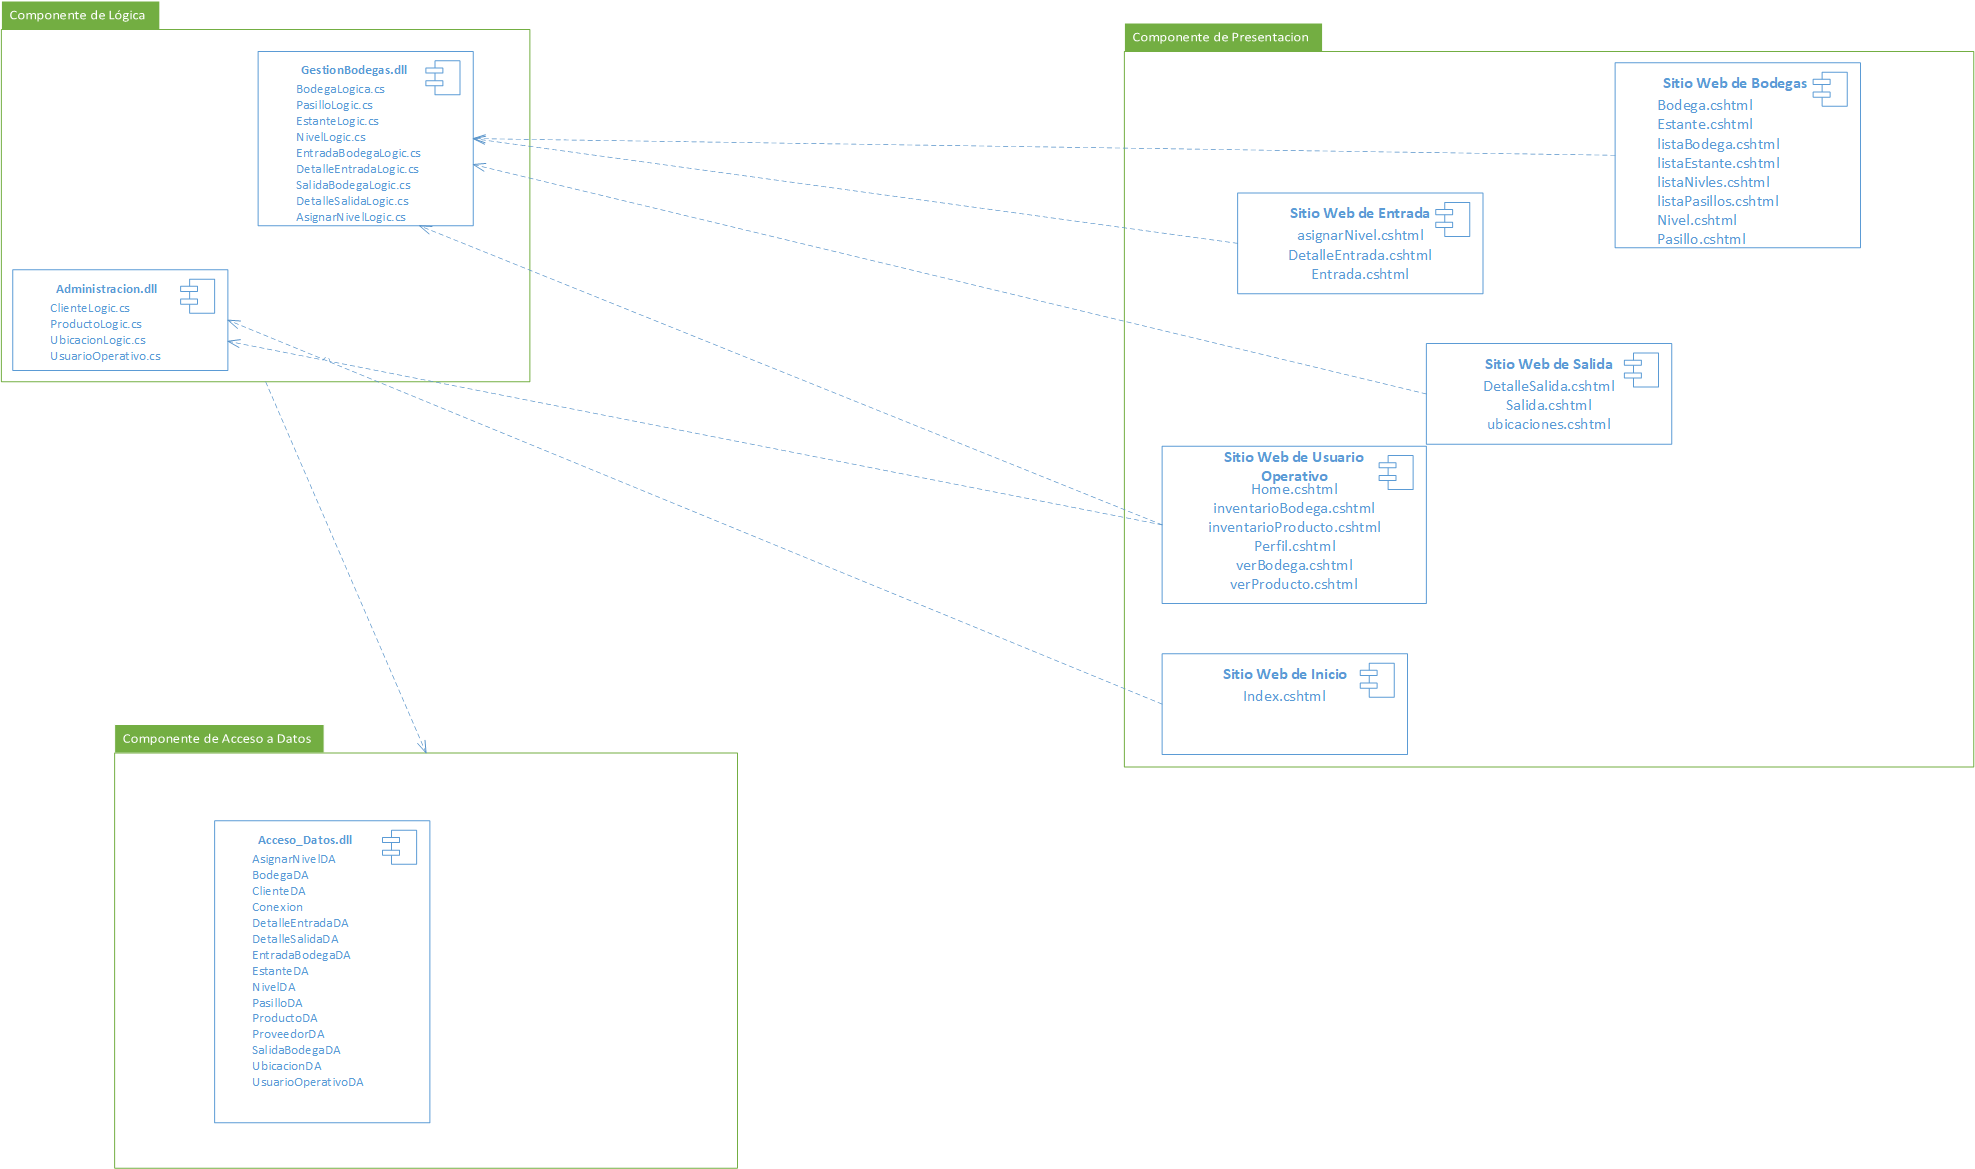 Componente de Lógica
GestionBodegas.dll
BodegaLogica.cs
PasilloLogic.cs
EstanteLogic.cs
NivelLogic.cs
EntradaBodegaLogic.cs
DetalleEntradaLogic.cs
SalidaBodegaLogic.cs
DetalleSalidaLogic.cs
AsignarNivelLogic.cs
Administracion.dll
ClienteLogic.cs
ProductoLogic.cs
UbicacionLogic.cs
UsuarioOperativo.cs
Componente de Presentacion
Sitio Web de Bodegas
Bodega.cshtml
Estante.cshtml
listaBodega.cshtml
listaEstante.cshtml
listaNivles.cshtml
listaPasillos.cshtml
Nivel.cshtml
Pasillo.cshtml
Sitio Web de Entrada
asignarNivel.cshtml
DetalleEntrada.cshtml
Entrada.cshtml
Sitio Web de Salida
DetalleSalida.cshtml
Salida.cshtml
ubicaciones.cshtml
Sitio Web de Usuario
Operativo
Home.cshtml
inventarioBodega.cshtml
inventarioProducto.cshtml
Perfil.cshtml
verBodega.cshtml
verProducto.cshtml
Sitio Web de Inicio
Index.cshtml
Componente de Acceso a Datos
Acceso_Datos.dll
AsignarNivelDA
BodegaDA
ClienteDA
Conexion
DetalleEntradaDA
DetalleSalidaDA
EntradaBodegaDA
EstanteDA
NivelDA
PasilloDA
ProductoDA
ProveedorDA
SalidaBodegaDA
UbicacionDA
UsuarioOperativoDA